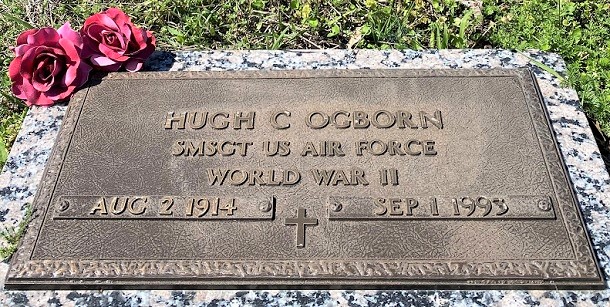 HUGH C OGBORN
SMSGT US AIR FORCE
WORLD WAR II
AUG 2 1914 SEP 1 1993